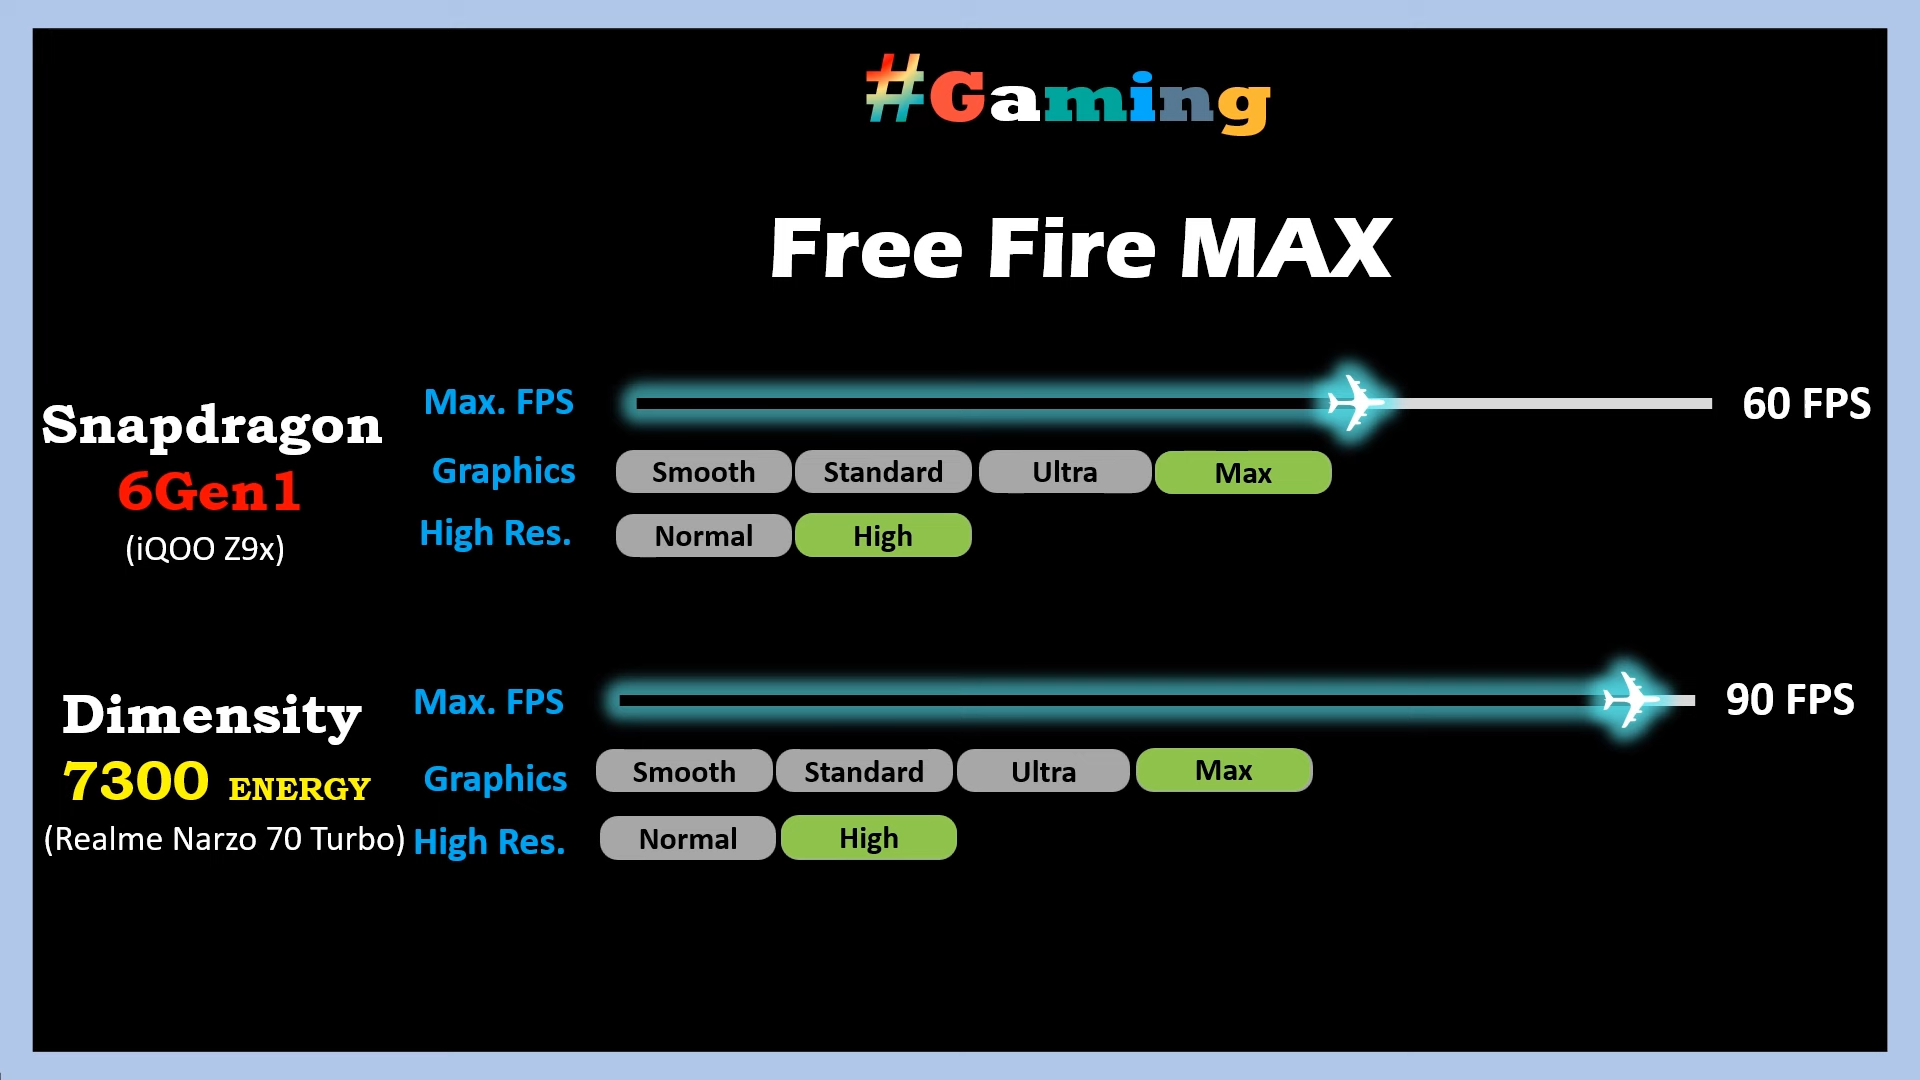 #Gaming
Free Fire MAX
Snapdragon
6Gen1
(iQOO Z9x)
Max. FPS
60 FPS
Graphics
Smooth
Standard
Ultra
Max
High Res.
Normal
High
Dimensity
7300 ENERGY
(Realme Narzo 70 Turbo)
Max. FPS
90 FPS
Graphics
Smooth
Standard
Ultra
Max
High Res.
Normal
High